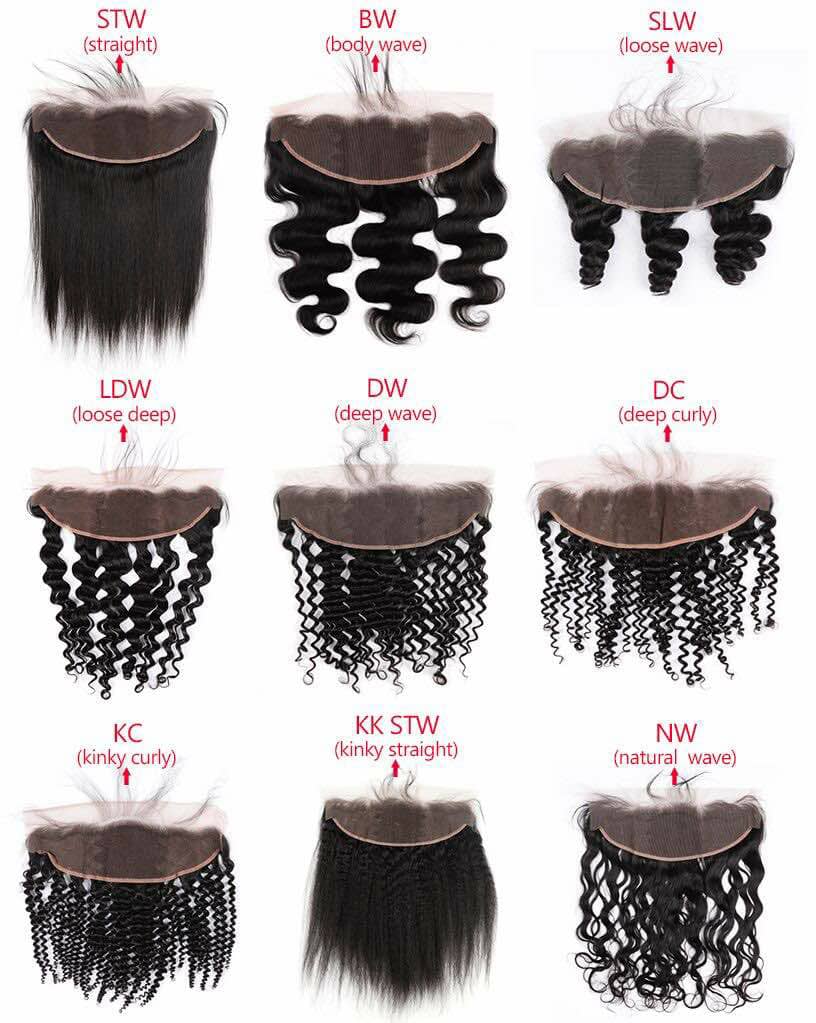 STW
(straight)
BW
(body wave)
SLW
(loose wave)
LDW
(loose deep)
DW
(deep wave)
DC
(deep curly)
KC
(kinky curly)
KK STW
(kinky straight)
NW
(natural wave)